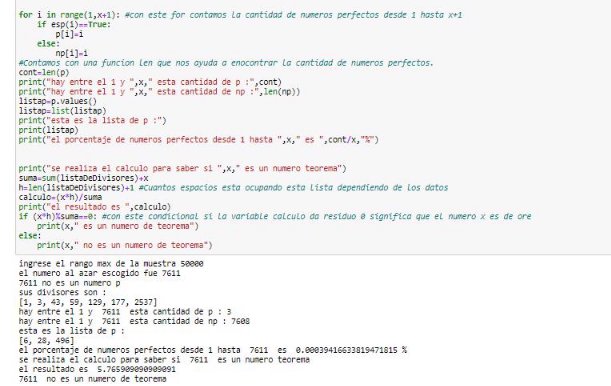 for i in range(1,x+1): #con este for contamos la cantidad de numeros perfectos desde 1 hasta x+1
    if esp(i)==True:
        p[i]=i
    else:
        np[i]=i
#Contamos con una funcion len que nos ayuda a enocontrar la cantidad de numeros perfectos.
cont=len(p)
print("hay entre el 1 y ",x," esta cantidad de p :",cont)
print("hay entre el 1 y ",x," esta cantidad de np :",len(np))
listap=p.values()
listap=list(listap)
print("esta es la lista de p :")
print(listap)
print("el porcentaje de numeros perfectos desde 1 hasta ",x," es ",cont/x,"%")
print("se realiza el calculo para saber si ",x," es un numero teorema")
suma=sum(listaDeDivisores)+x
h=len(listaDeDivisores)+1 #Cuantos espacios esta ocupando esta lista dependiendo de los datos
calculo=(x*h)/suma
print("el resultado es ",calculo)
if (x*h)%suma==0: #con este condicional si la variable calculo da residuo 0 significa que el numero x es de ore
    print(x," es un numero de teorema")
else:
    print(x," no es un numero de teorema")
ingrese el rango max de la muestra 50000
el numero al azar escogido fue 7611
7611 no es un numero p
sus divisores son :
[1, 3, 43, 59, 129, 177, 2537]
hay entre el 1 y  7611  esta cantidad de p : 3
hay entre el 1 y  7611  esta cantidad de np : 7608
esta es la lista de p :
[6, 28, 496]
el porcentaje de numeros perfectos desde 1 hasta  7611  es  0.00039416633819471815 %
se realiza el calculo para saber si  7611  es un numero teorema
el resultado es  5.765909090909091
7611  no es un numero de teorema